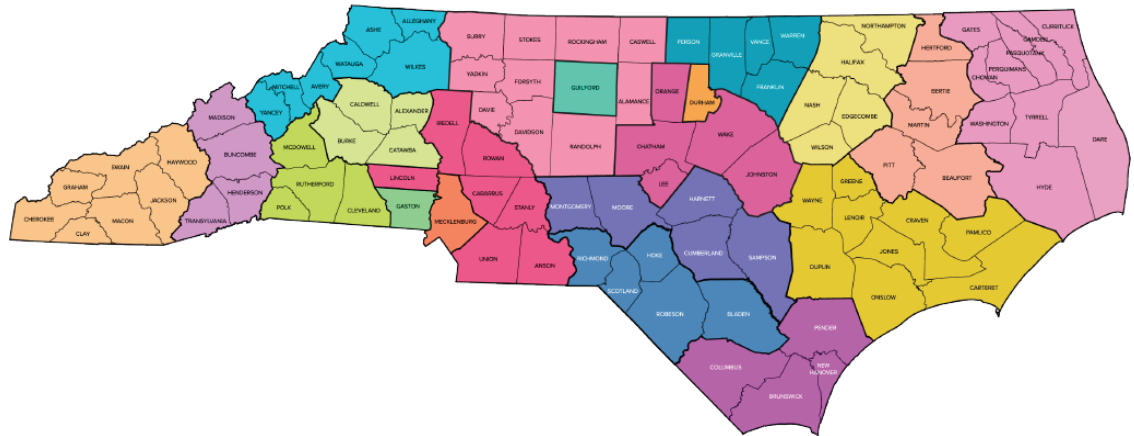 ALLEGHANY
ASHE
SURRY
STOKES
ROCKINGHAM
CASWELL
PERSON
GRANVILLE
VANCE
WARREN
NORTHAMPTON
HERTFORD
GATES
CURRITUCK
CAMDEN
PASQUOTANK
PERQUIMANS
CHOWAN
WATAUGA
WILKES
YADKIN
FORSYTH
GUILFORD
ALAMANCE
ORANGE
DURHAM
FRANKLIN
HALIFAX
BERTIE
MITCHELL
AVERY
YANCEY
CALDWELL
ALEXANDER
IREDELL
DAVIE
DAVIDSON
RANDOLPH
CHATHAM
WAKE
NASH
EDGECOMBE
MARTIN
WASHINGTON
TYRRELL
DARE
MADISON
BUNCOMBE
MCDOWELL
BURKE
CATAWBA
ROWAN
LEE
JOHNSTON
WILSON
PITT
BEAUFORT
HYDE
SWAIN
HAYWOOD
GRAHAM
JACKSON
HENDERSON
RUTHERFORD
LINCOLN
CABARRUS
STANLY
MONTGOMERY
MOORE
HARNETT
WAYNE
GREENE
LENOIR
CRAVEN
PAMLICO
CHEROKEE
CLAY
MACON
TRANSYLVANIA
POLK
CLEVELAND
GASTON
MECKLENBURG
UNION
ANSON
RICHMOND
HOKE
SCOTLAND
CUMBERLAND
SAMPSON
DUPLIN
JONES
ONSLOW
CARTERET
ROBESON
BLADEN
PENDER
COLUMBUS
NEW
HANOVER
BRUNSWICK